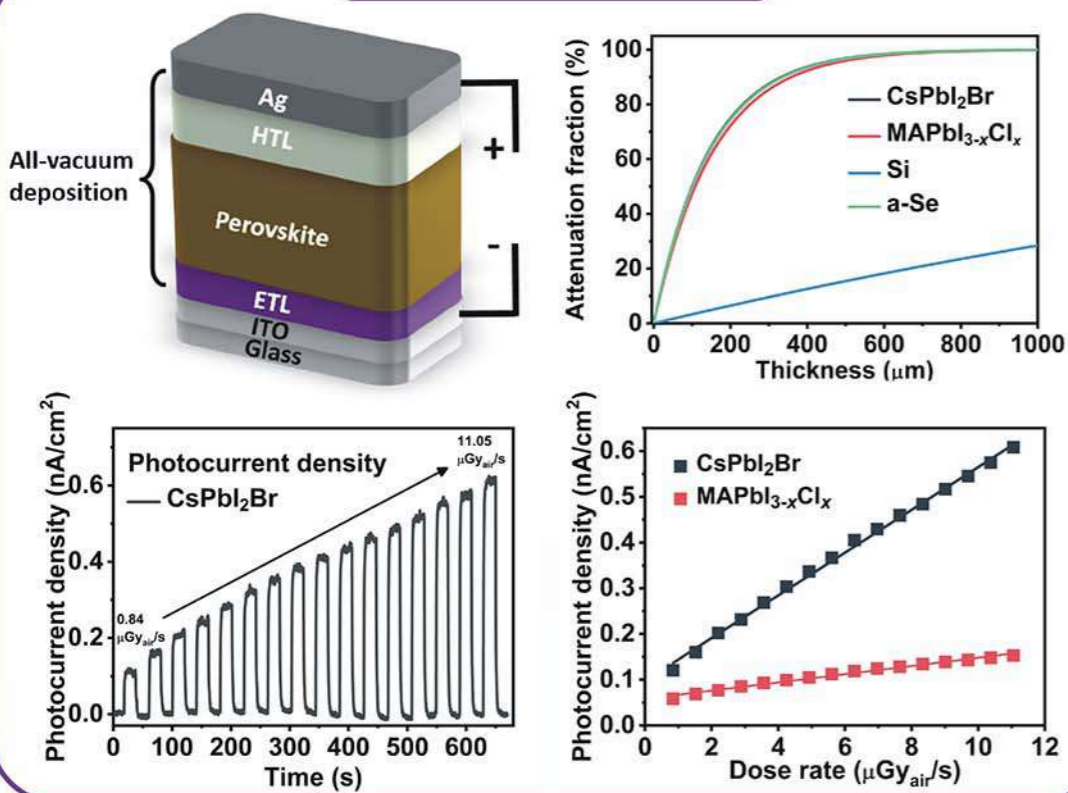 All-vacuum
deposition
Ag
HTL
Perovskite
ETL
ITO
Glass
+
-
Attenuation fraction (%)
100
80
60
40
20
0
CsPbI₂Br
MAPbI₃₋ₓClₓ
Si
a-Se
0 200 400 600 800 1000
Thickness (μm)
Photocurrent density (nA/cm²)
0.6
0.4
0.2
0.0
Photocurrent density
CsPbI₂Br
11.05
μGyₐᵢᵣ/s
0.84
μGyₐᵢᵣ/s
0 100 200 300 400 500 600
Time (s)
Photocurrent density (nA/cm²)
0.6
0.5
0.4
0.3
0.2
0.1
0.0
CsPbI₂Br
MAPbI₃₋ₓClₓ
0 2 4 6 8 10 12
Dose rate (μGyₐᵢᵣ/s)